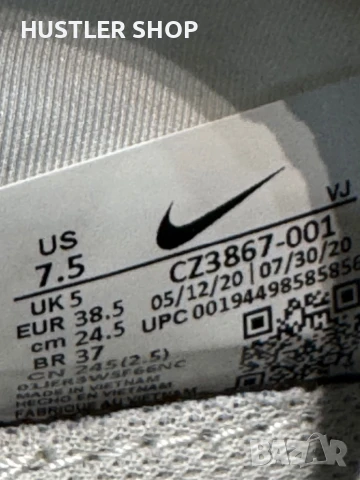 HUSTLER SHOP
VJ
US
7.5
UK 5
EUR 38.5
cm 24.5
BR 37
CN 245(2.5)
CZ3867-001
05/12/20 07/30/20
UPC 00194498585856
MADE IN VIETNAM
HECHO EN VIETNAM
FABRIQUE AU VIETNAM
BAZAR